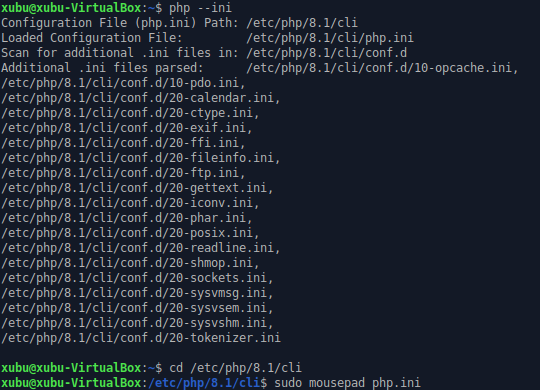 xubu@xubu-VirtualBox:~$ php --ini
Configuration File (php.ini) Path: /etc/php/8.1/cli
Loaded Configuration File:         /etc/php/8.1/cli/php.ini
Scan for additional .ini files in: /etc/php/8.1/cli/conf.d
Additional .ini files parsed:      /etc/php/8.1/cli/conf.d/10-opcache.ini,
/etc/php/8.1/cli/conf.d/10-pdo.ini,
/etc/php/8.1/cli/conf.d/20-calendar.ini,
/etc/php/8.1/cli/conf.d/20-ctype.ini,
/etc/php/8.1/cli/conf.d/20-exif.ini,
/etc/php/8.1/cli/conf.d/20-ffi.ini,
/etc/php/8.1/cli/conf.d/20-fileinfo.ini,
/etc/php/8.1/cli/conf.d/20-ftp.ini,
/etc/php/8.1/cli/conf.d/20-gettext.ini,
/etc/php/8.1/cli/conf.d/20-iconv.ini,
/etc/php/8.1/cli/conf.d/20-phar.ini,
/etc/php/8.1/cli/conf.d/20-posix.ini,
/etc/php/8.1/cli/conf.d/20-readline.ini,
/etc/php/8.1/cli/conf.d/20-shmop.ini,
/etc/php/8.1/cli/conf.d/20-sockets.ini,
/etc/php/8.1/cli/conf.d/20-sysvmsg.ini,
/etc/php/8.1/cli/conf.d/20-sysvsem.ini,
/etc/php/8.1/cli/conf.d/20-sysvshm.ini,
/etc/php/8.1/cli/conf.d/20-tokenizer.ini
xubu@xubu-VirtualBox:~$ cd /etc/php/8.1/cli
xubu@xubu-VirtualBox:/etc/php/8.1/cli$ sudo mousepad php.ini